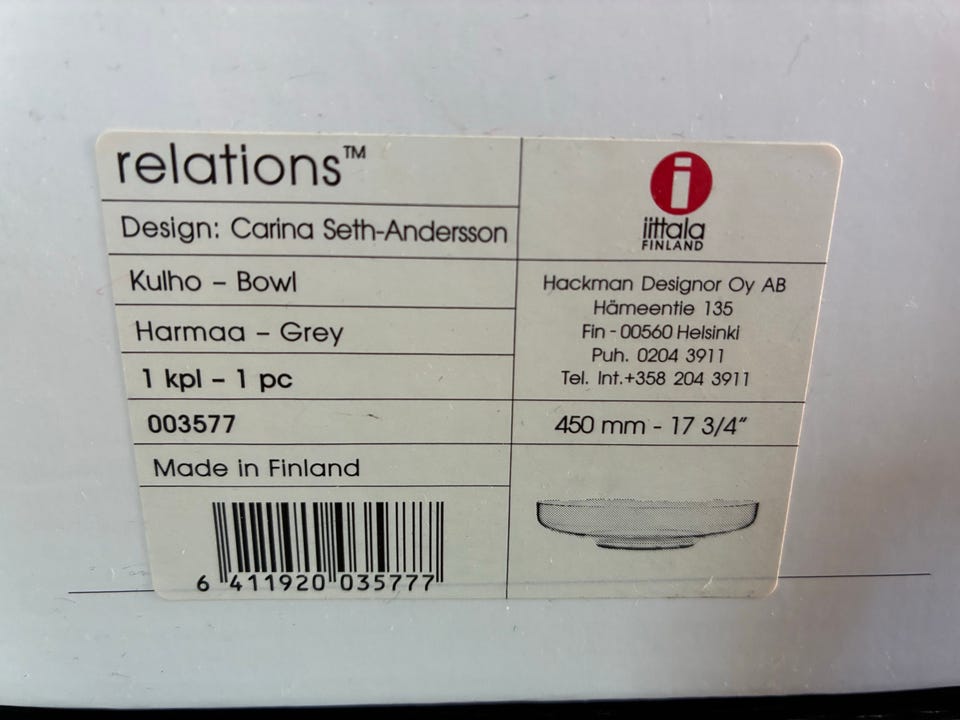 relations™
Design: Carina Seth-Andersson
Kulho – Bowl
Harmaa – Grey
1 kpl – 1 pc
003577
Made in Finland
6 411920 035777
i
iittala
FINLAND
Hackman Designor Oy AB
Hämeentie 135
Fin - 00560 Helsinki
Puh. 0204 3911
Tel. Int.+358 204 3911
450 mm - 17 3/4“